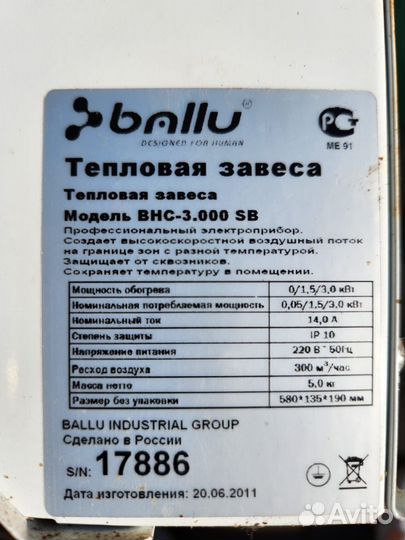 ballu®
DESIGNED FOR HUMAN
РСТ
МЕ 91
Тепловая завеса
Тепловая завеса
Модель BHC-3.000 SB
Профессиональный электроприбор.
Создает высокоскоростной воздушный поток
на границе зон с разной температурой.
Защищает от сквозников.
Сохраняет температуру в помещении.
Мощность обогрева 0/1,5/3,0 кВт
Номинальная потребляемая мощность 0,05/1,5/3,0 кВт
Номинальный ток 14,0 А
Степень защиты IP 10
Напряжение питания 220 В ~ 50Гц
Расход воздуха 300 м³/час
Масса нетто 5,0 кг
Размер без упаковки 580*135*190 мм
BALLU INDUSTRIAL GROUP
Сделано в России
S/N: 17886
Дата изготовления: 20.06.2011
Avito